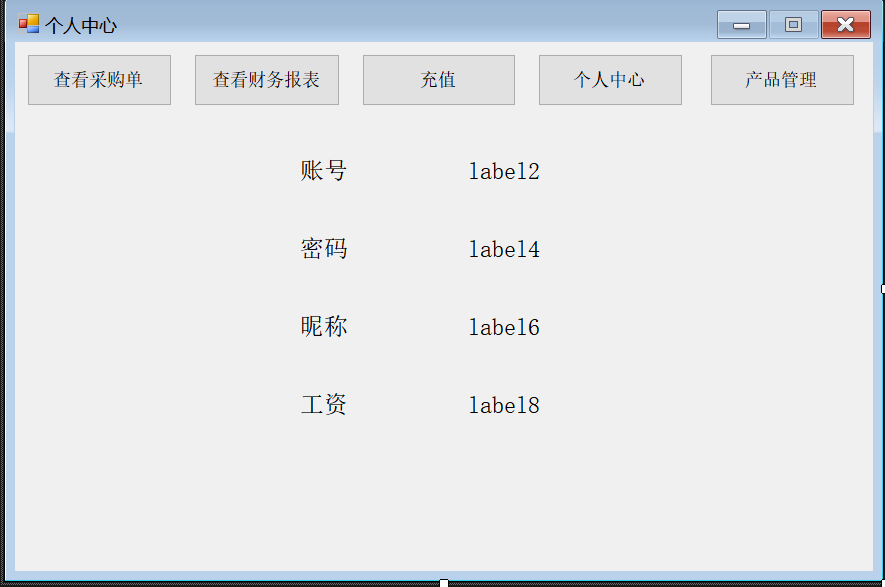 个人中心
查看采购单 查看财务报表 充值 个人中心 产品管理
账号 label2
密码 label4
昵称 label6
工资 label8